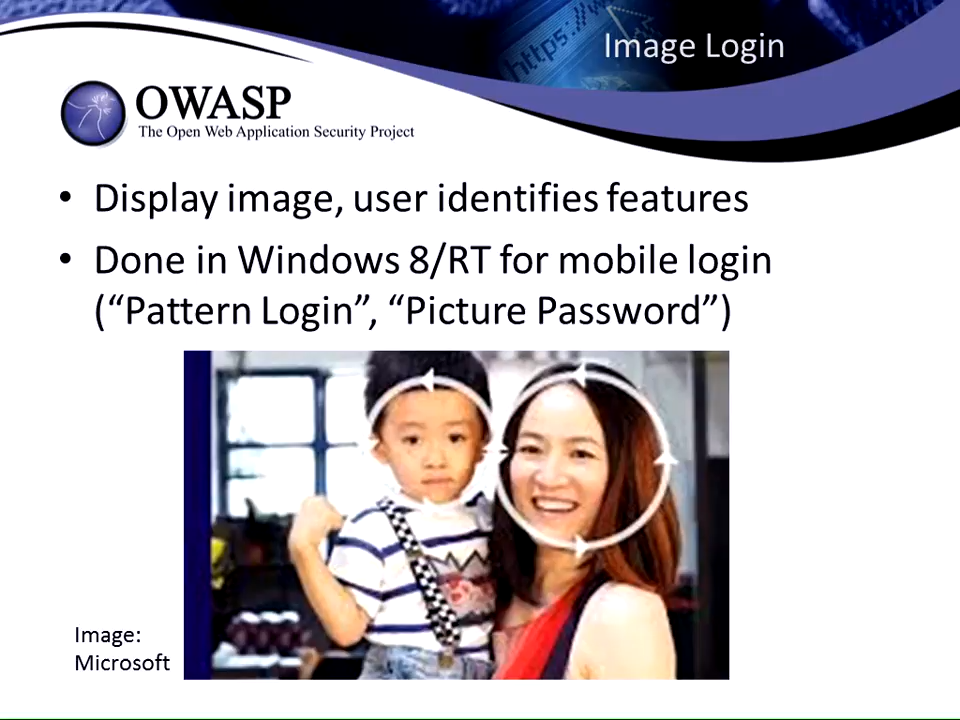 https://w
Image Login
OWASP
The Open Web Application Security Project
• Display image, user identifies features
• Done in Windows 8/RT for mobile login
(“Pattern Login”, “Picture Password”)
Image:
Microsoft